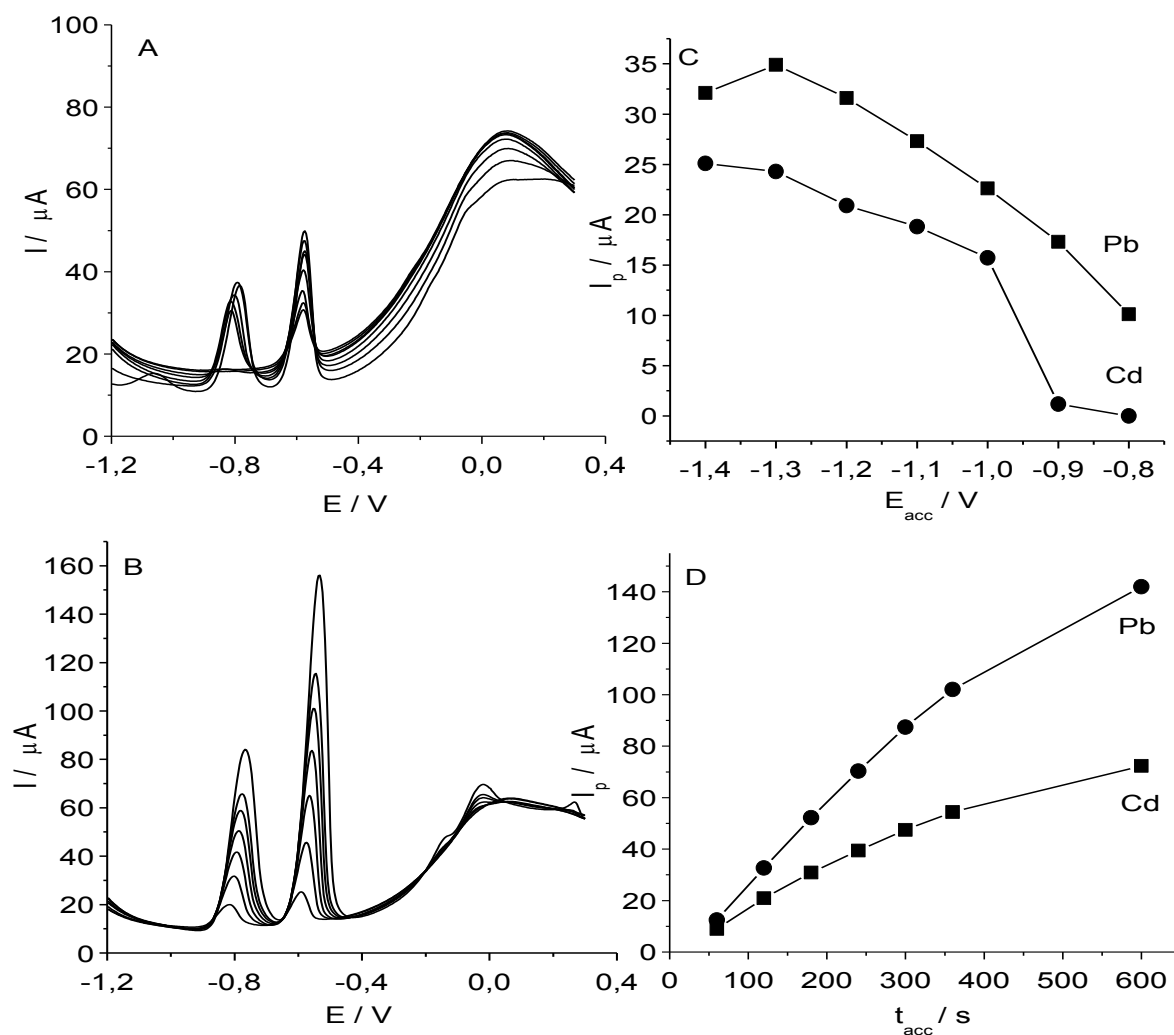 A
I / μA
100
80
60
40
20
0
-1,2 -0,8 -0,4 0,0 0,4
E / V
C
I_p / μA
35
30
25
20
15
10
5
0
Pb
Cd
-1,4 -1,3 -1,2 -1,1 -1,0 -0,9 -0,8
E_acc / V
B
I / μA
160
140
120
100
80
60
40
20
0
-1,2 -0,8 -0,4 0,0 0,4
E / V
D
I_p / μA
140
120
100
80
60
40
20
0
Pb
Cd
0 100 200 300 400 500 600
t_acc / s